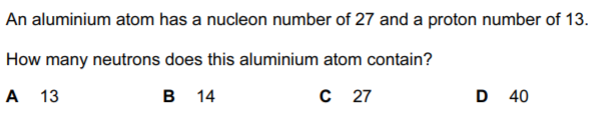 An aluminium atom has a nucleon number of 27 and a proton number of 13.
How many neutrons does this aluminium atom contain?
A 13 B 14 C 27 D 40